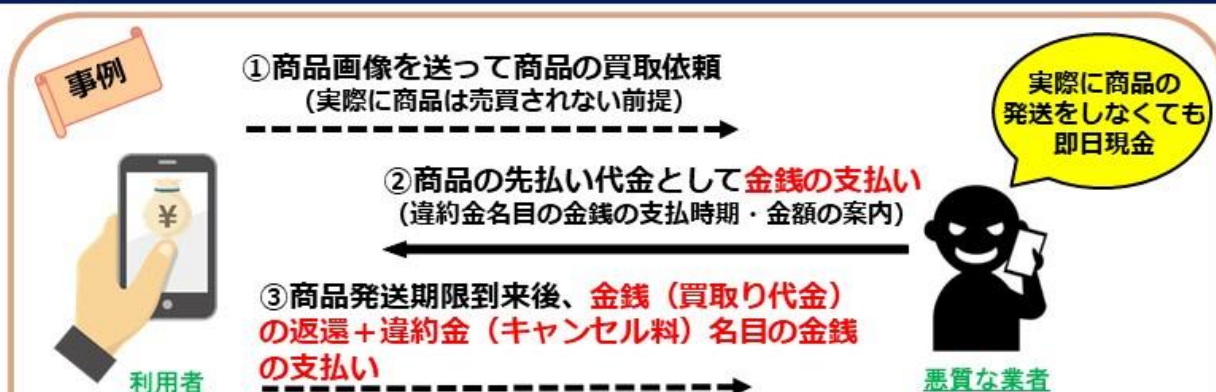 事例
①商品画像を送って商品の買取依頼
(実際に商品は売買されない前提)
実際に商品の
発送をしなくても
即日現金
②商品の先払い代金として金銭の支払い
(違約金名目の金銭の支払時期・金額の案内)
¥
③商品発送期限到来後、金銭（買取り代金）
の返還＋違約金（キャンセル料）名目の金銭
の支払い
利用者
悪質な業者